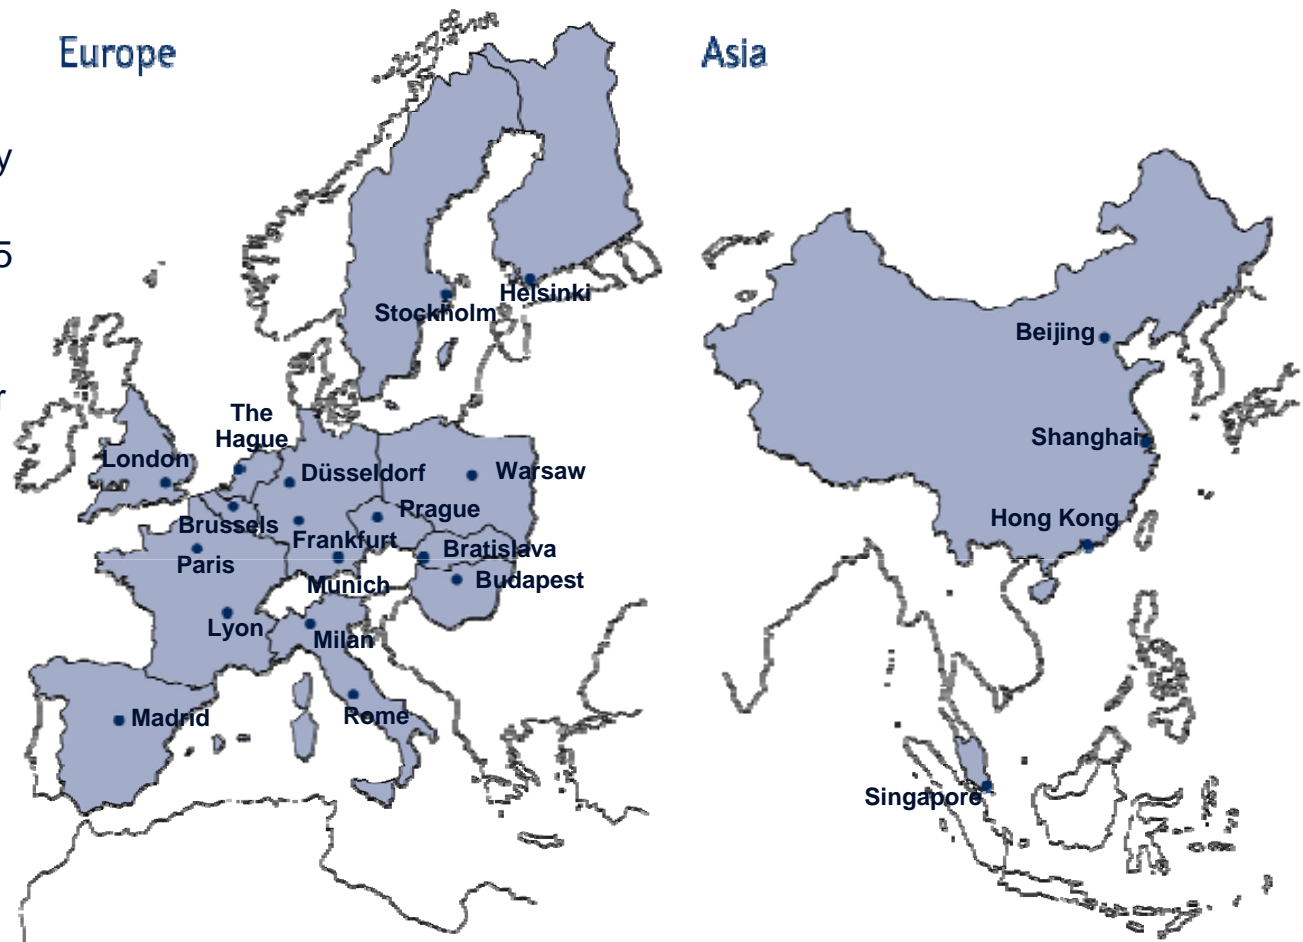 Europe
Asia
y
5
r
Helsinki
Stockholm
Beijing
The
Hague
London
Düsseldorf
Warsaw
Shanghai
Brussels
Prague
Hong Kong
Frankfurt
Bratislava
Paris
Munich
Budapest
Lyon
Milan
Madrid
Rome
Singapore